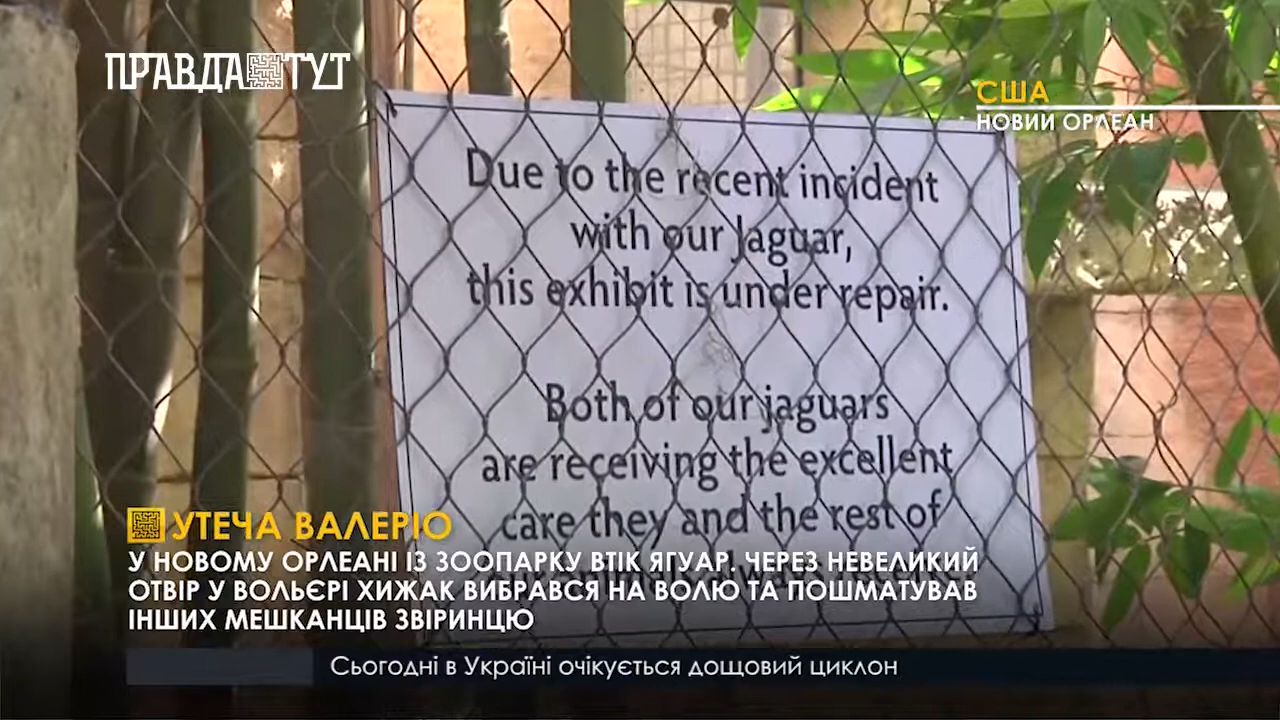 ПРАВДА ТУТ
США
НОВИЙ ОРЛЕАН
Due to the recent incident
with our Jaguar,
this exhibit is under repair.
Both of our jaguars
are receiving the excellent
care they and the rest of
УТЕЧА ВАЛЕРІО
У НОВОМУ ОРЛЕАНІ ІЗ ЗООПАРКУ ВТІК ЯГУАР. ЧЕРЕЗ НЕВЕЛИКИЙ
ОТВІР У ВОЛЬЄРІ ХИЖАК ВИБРАВСЯ НА ВОЛЮ ТА ПОШМАТУВАВ
ІНШИХ МЕШКАНЦІВ ЗВІРИНЦЮ
Сьогодні в Україні очікується дощовий циклон